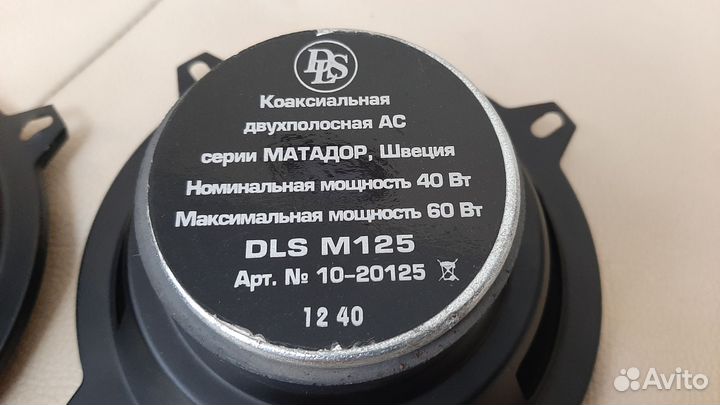 DLS
Коаксиальная
двухполосная АС
серии МАТАДОР, Швеция
Номинальная мощность 40 Вт
Максимальная мощность 60 Вт
DLS M125
Арт. № 10-20125
12 40
Avito